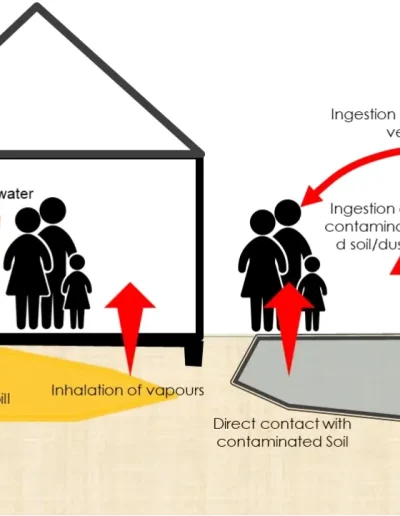 Ingestion
ve
water
Ingestion
contamina
d soil/dus
Inhalation of vapours
ill
Direct contact with
contaminated Soil